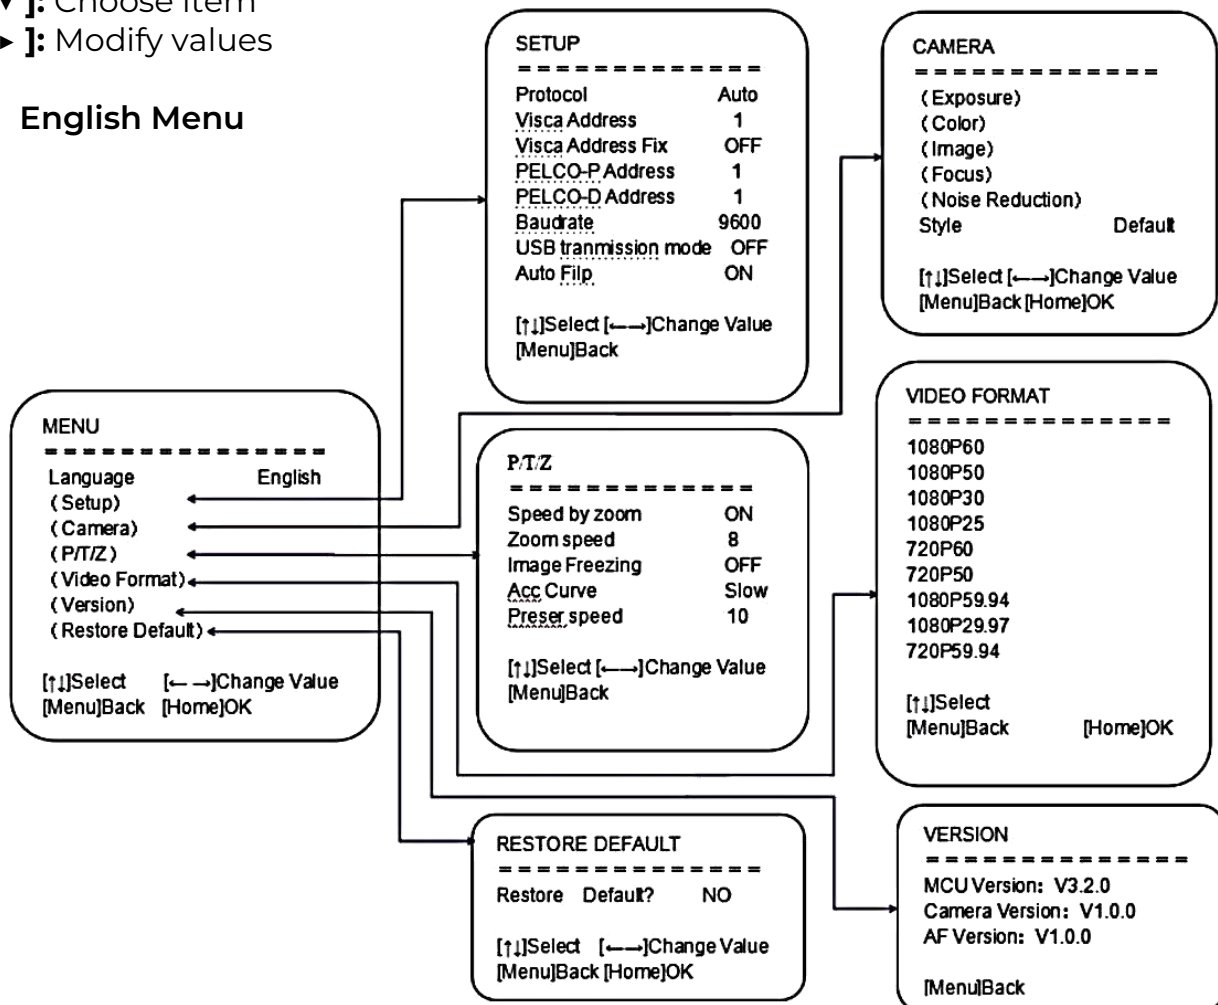 ▼ ]: Choose item
► ]: Modify values
English Menu
SETUP
= = = = = = = = = = = = =
Protocol Auto
Visca Address 1
Visca Address Fix OFF
PELCO-P Address 1
PELCO-D Address 1
Baudrate 9600
USB tranmission mode OFF
Auto Filp ON
[↑↓]Select [←→]Change Value
[Menu]Back
CAMERA
= = = = = = = = = = = = =
(Exposure)
(Color)
(Image)
(Focus)
(Noise Reduction)
Style Default
[↑↓]Select [←→]Change Value
[Menu]Back [Home]OK
MENU
= = = = = = = = = = = = = = =
Language English
(Setup)
(Camera)
(P/T/Z)
(Video Format)
(Version)
(Restore Default)
[↑↓]Select [← →]Change Value
[Menu]Back [Home]OK
P/T/Z
= = = = = = = = = = = = =
Speed by zoom ON
Zoom speed 8
Image Freezing OFF
Acc Curve Slow
Preser speed 10
[↑↓]Select [←→]Change Value
[Menu]Back
VIDEO FORMAT
= = = = = = = = = = = = = =
1080P60
1080P50
1080P30
1080P25
720P60
720P50
1080P59.94
1080P29.97
720P59.94
[↑↓]Select
[Menu]Back [Home]OK
RESTORE DEFAULT
= = = = = = = = = = = = = =
Restore Default? NO
[↑↓]Select [←→]Change Value
[Menu]Back [Home]OK
VERSION
= = = = = = = = = = = = = =
MCU Version: V3.2.0
Camera Version: V1.0.0
AF Version: V1.0.0
[Menu]Back